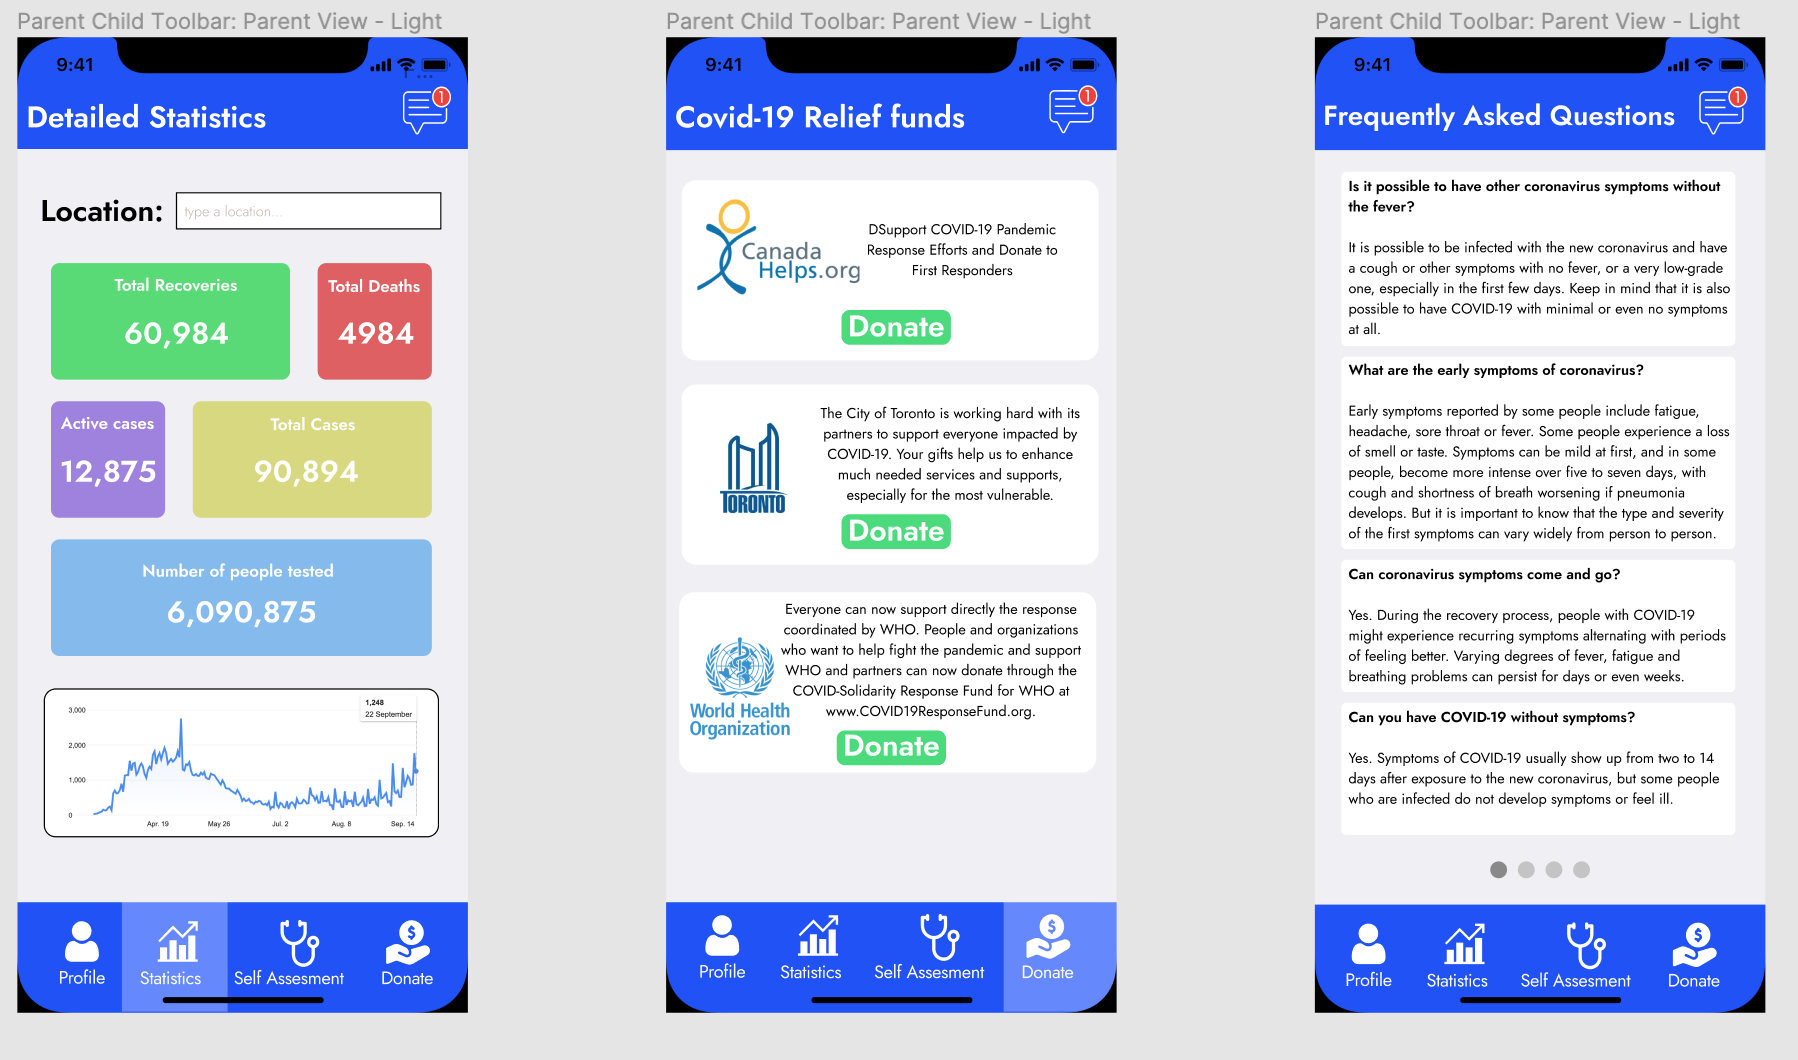 Parent Child Toolbar: Parent View - Light
9:41
Detailed Statistics
1
Location:
type a location...
Total Recoveries
60,984
Total Deaths
4984
Active cases
12,875
Total Cases
90,894
Number of people tested
6,090,875
1,248
22 September
3,000
2,000
1,000
0
Apr. 19
May 26
Jul. 2
Aug. 8
Sep. 14
Profile
Statistics
Self Assesment
Donate
Parent Child Toolbar: Parent View - Light
9:41
Covid-19 Relief funds
1
Canada
Helps.org
DSupport COVID-19 Pandemic
Response Efforts and Donate to
First Responders
Donate
TORONTO
The City of Toronto is working hard with its
partners to support everyone impacted by
COVID-19. Your gifts help us to enhance
much needed services and supports,
especially for the most vulnerable.
Donate
World Health
Organization
Everyone can now support directly the response
coordinated by WHO. People and organizations
who want to help fight the pandemic and support
WHO and partners can now donate through the
COVID-Solidarity Response Fund for WHO at
www.COVID19ResponseFund.org.
Donate
Profile
Statistics
Self Assesment
Donate
Parent Child Toolbar: Parent View - Light
9:41
Frequently Asked Questions
1
Is it possible to have other coronavirus symptoms without
the fever?
It is possible to be infected with the new coronavirus and have
a cough or other symptoms with no fever, or a very low-grade
one, especially in the first few days. Keep in mind that it is also
possible to have COVID-19 with minimal or even no symptoms
at all.
What are the early symptoms of coronavirus?
Early symptoms reported by some people include fatigue,
headache, sore throat or fever. Some people experience a loss
of smell or taste. Symptoms can be mild at first, and in some
people, become more intense over five to seven days, with
cough and shortness of breath worsening if pneumonia
develops. But it is important to know that the type and severity
of the first symptoms can vary widely from person to person.
Can coronavirus symptoms come and go?
Yes. During the recovery process, people with COVID-19
might experience recurring symptoms alternating with periods
of feeling better. Varying degrees of fever, fatigue and
breathing problems can persist for days or even weeks.
Can you have COVID-19 without symptoms?
Yes. Symptoms of COVID-19 usually show up from two to 14
days after exposure to the new coronavirus, but some people
who are infected do not develop symptoms or feel ill.
Profile
Statistics
Self Assesment
Donate